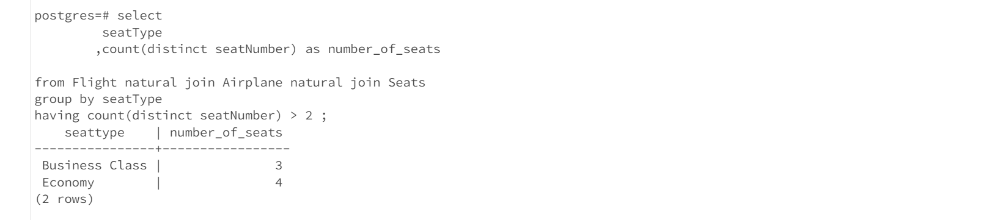 postgres=# select
         seatType
        ,count(distinct seatNumber) as number_of_seats
from Flight natural join Airplane natural join Seats
group by seatType
having count(distinct seatNumber) > 2 ;
    seattype    | number_of_seats
----------------+-----------------
 Business Class |               3
 Economy        |               4
(2 rows)